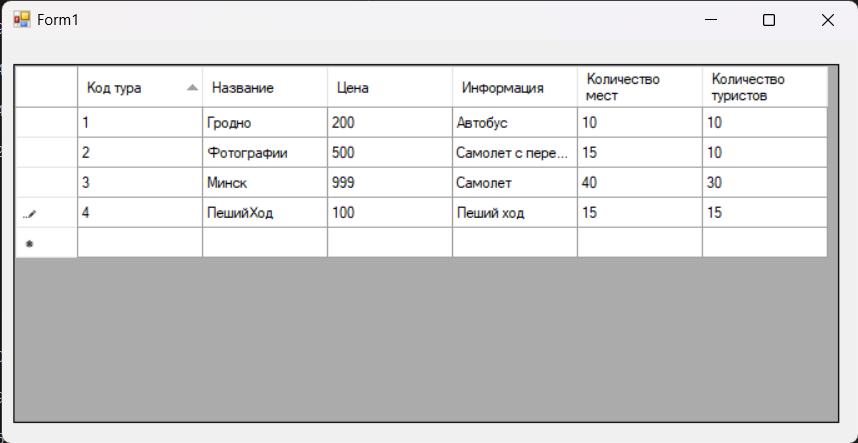 Form1
Код тура Название Цена Информация Количество мест Количество туристов
1 Гродно 200 Автобус 10 10
2 Фотографии 500 Самолет с пере... 15 10
3 Минск 999 Самолет 40 30
4 ПешийХод 100 Пеший ход 15 15